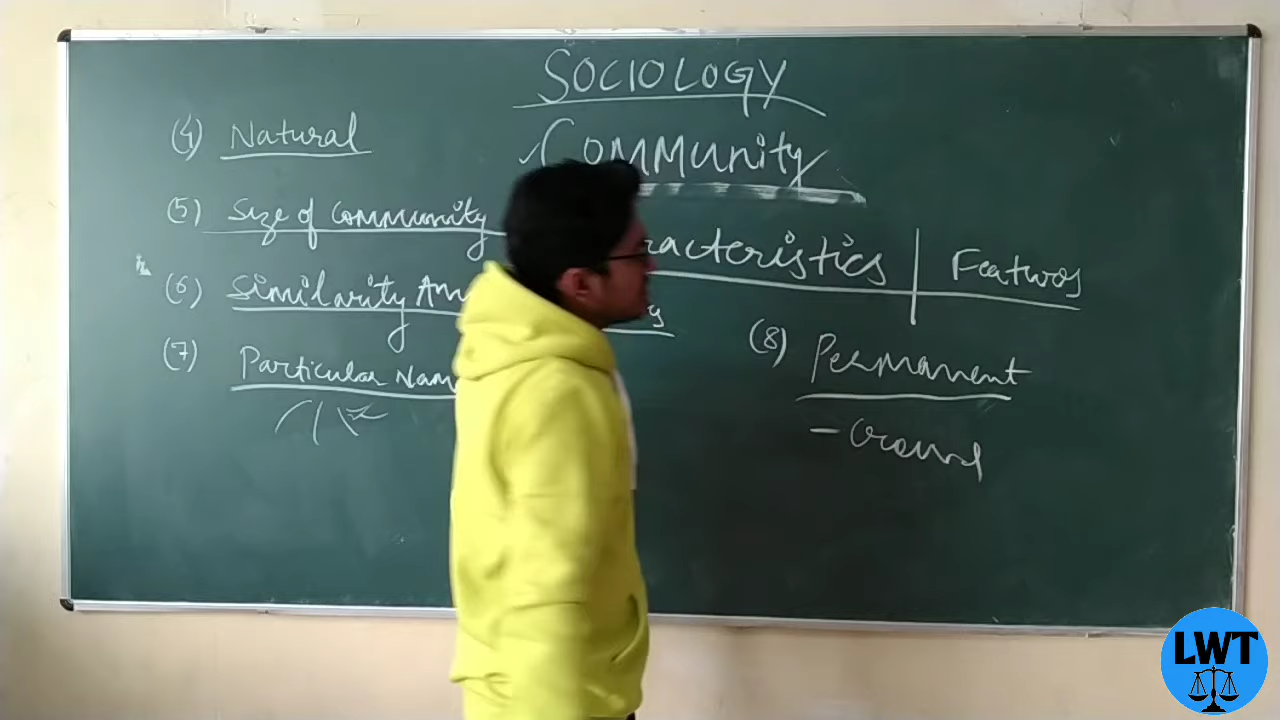 SOCIOLOGY
Community
racteristics | Features
(4) Natural
(5) Size of Community
(6) Similarity Am
(7) Particular Nam
(8) Permanent
- Crowd
LWT